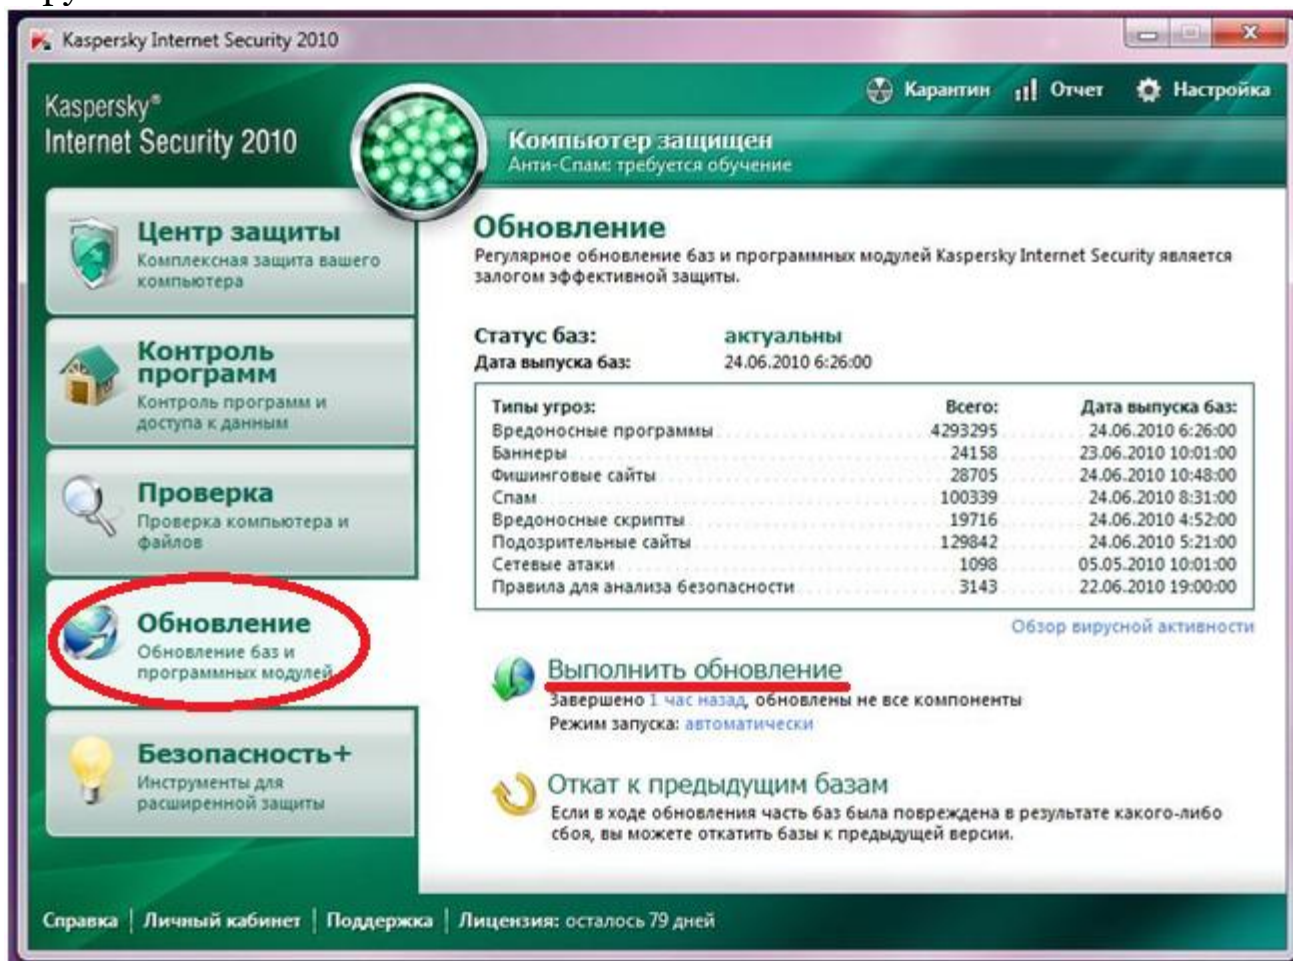 Kaspersky Internet Security 2010
Kaspersky®
Internet Security 2010
Карантин
Отчет
Настройка
Компьютер защищен
Анти-Спам: требуется обучение
Центр защиты
Комплексная защита вашего
компьютера
Контроль
программ
Контроль программ и
доступа к данным
Проверка
Проверка компьютера и
файлов
Обновление
Обновление баз и
программных модулей
Безопасность+
Инструменты для
расширенной защиты
Обновление
Регулярное обновление баз и программных модулей Kaspersky Internet Security является
залогом эффективной защиты.
Статус баз: актуальны
Дата выпуска баз: 24.06.2010 6:26:00
Типы угроз: Всего: Дата выпуска баз:
Вредоносные программы 4293295 24.06.2010 6:26:00
Баннеры 24158 23.06.2010 10:01:00
Фишинговые сайты 28705 24.06.2010 10:48:00
Спам 100339 24.06.2010 8:31:00
Вредоносные скрипты 19716 24.06.2010 4:52:00
Подозрительные сайты 129842 24.06.2010 5:21:00
Сетевые атаки 1098 05.05.2010 10:01:00
Правила для анализа безопасности 3143 22.06.2010 19:00:00
Обзор вирусной активности
Выполнить обновление
Завершено 1 час назад, обновлены не все компоненты
Режим запуска: автоматически
Откат к предыдущим базам
Если в ходе обновления часть баз была повреждена в результате какого-либо
сбоя, вы можете откатить базы к предыдущей версии.
Справка | Личный кабинет | Поддержка | Лицензия: осталось 79 дней